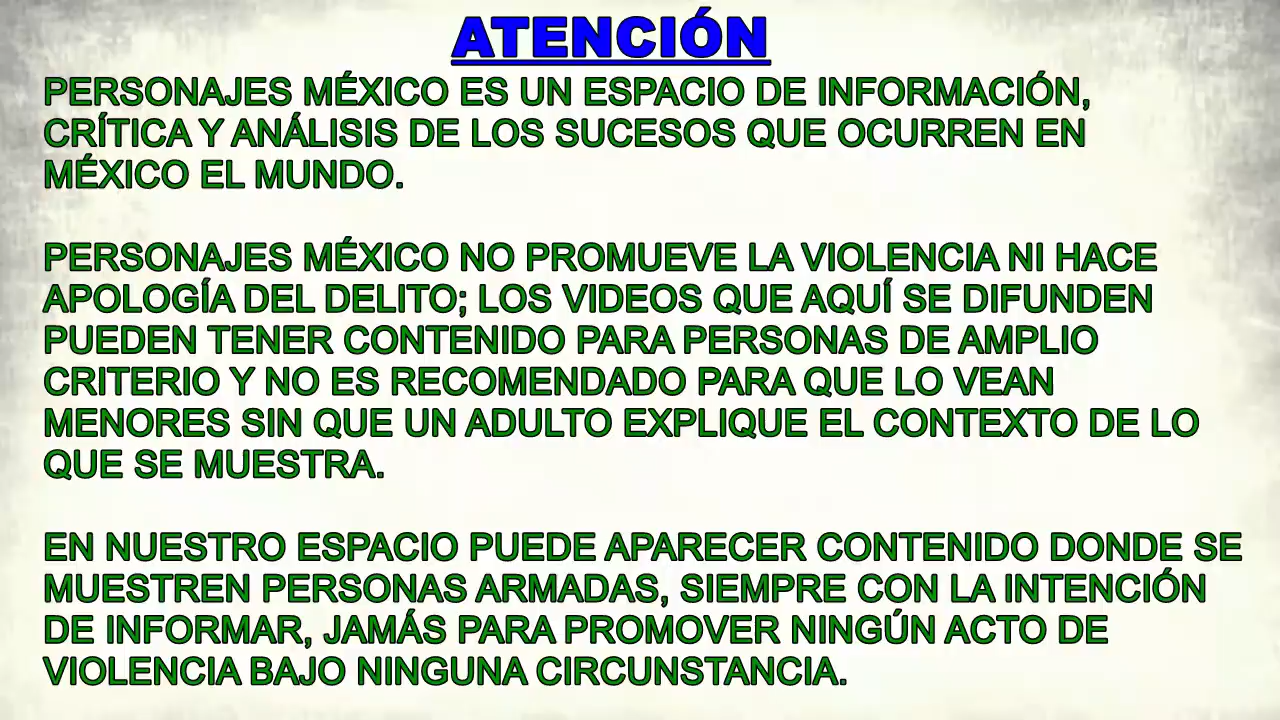 ATENCIÓN
PERSONAJES MÉXICO ES UN ESPACIO DE INFORMACIÓN,
CRÍTICA Y ANÁLISIS DE LOS SUCESOS QUE OCURREN EN
MÉXICO EL MUNDO.
PERSONAJES MÉXICO NO PROMUEVE LA VIOLENCIA NI HACE
APOLOGÍA DEL DELITO; LOS VIDEOS QUE AQUÍ SE DIFUNDEN
PUEDEN TENER CONTENIDO PARA PERSONAS DE AMPLIO
CRITERIO Y NO ES RECOMENDADO PARA QUE LO VEAN
MENORES SIN QUE UN ADULTO EXPLIQUE EL CONTEXTO DE LO
QUE SE MUESTRA.
EN NUESTRO ESPACIO PUEDE APARECER CONTENIDO DONDE SE
MUESTREN PERSONAS ARMADAS, SIEMPRE CON LA INTENCIÓN
DE INFORMAR, JAMÁS PARA PROMOVER NINGÚN ACTO DE
VIOLENCIA BAJO NINGUNA CIRCUNSTANCIA.